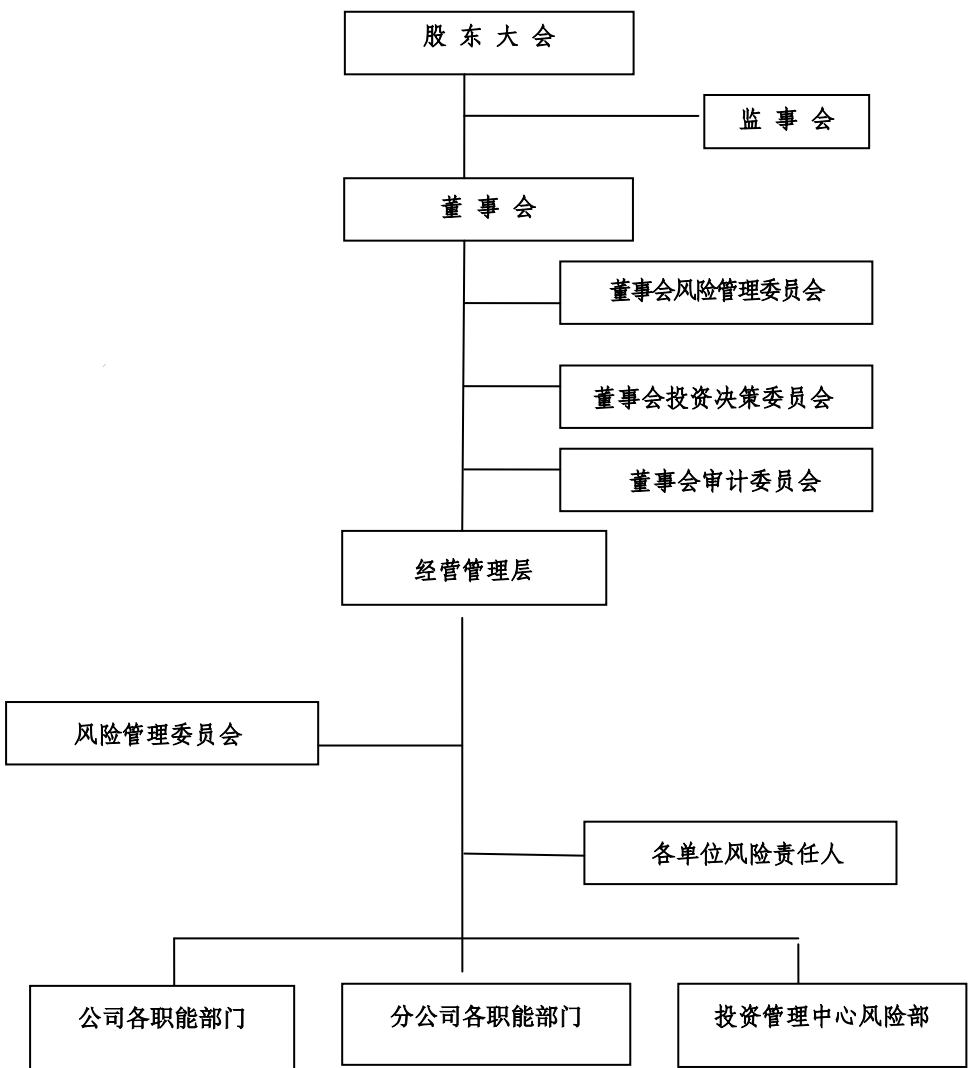 股 东 大 会
监 事 会
董 事 会
董事会风险管理委员会
董事会投资决策委员会
董事会审计委员会
经营管理层
风险管理委员会
各单位风险责任人
公司各职能部门
分公司各职能部门
投资管理中心风险部